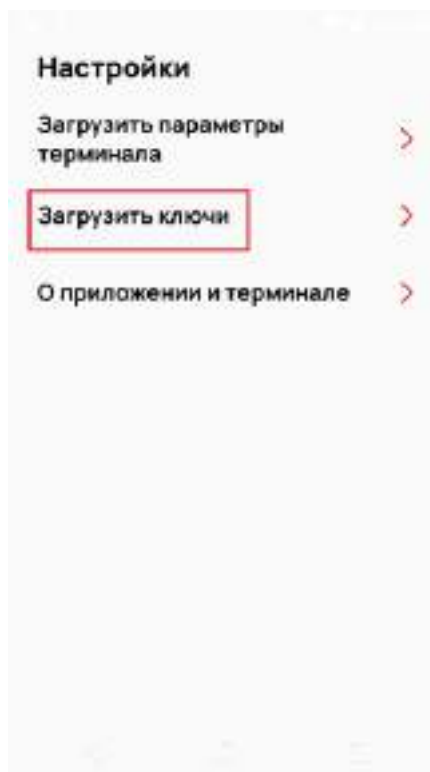 Настройки
Загрузить параметры
терминала
Загрузить ключи
О приложении и терминале